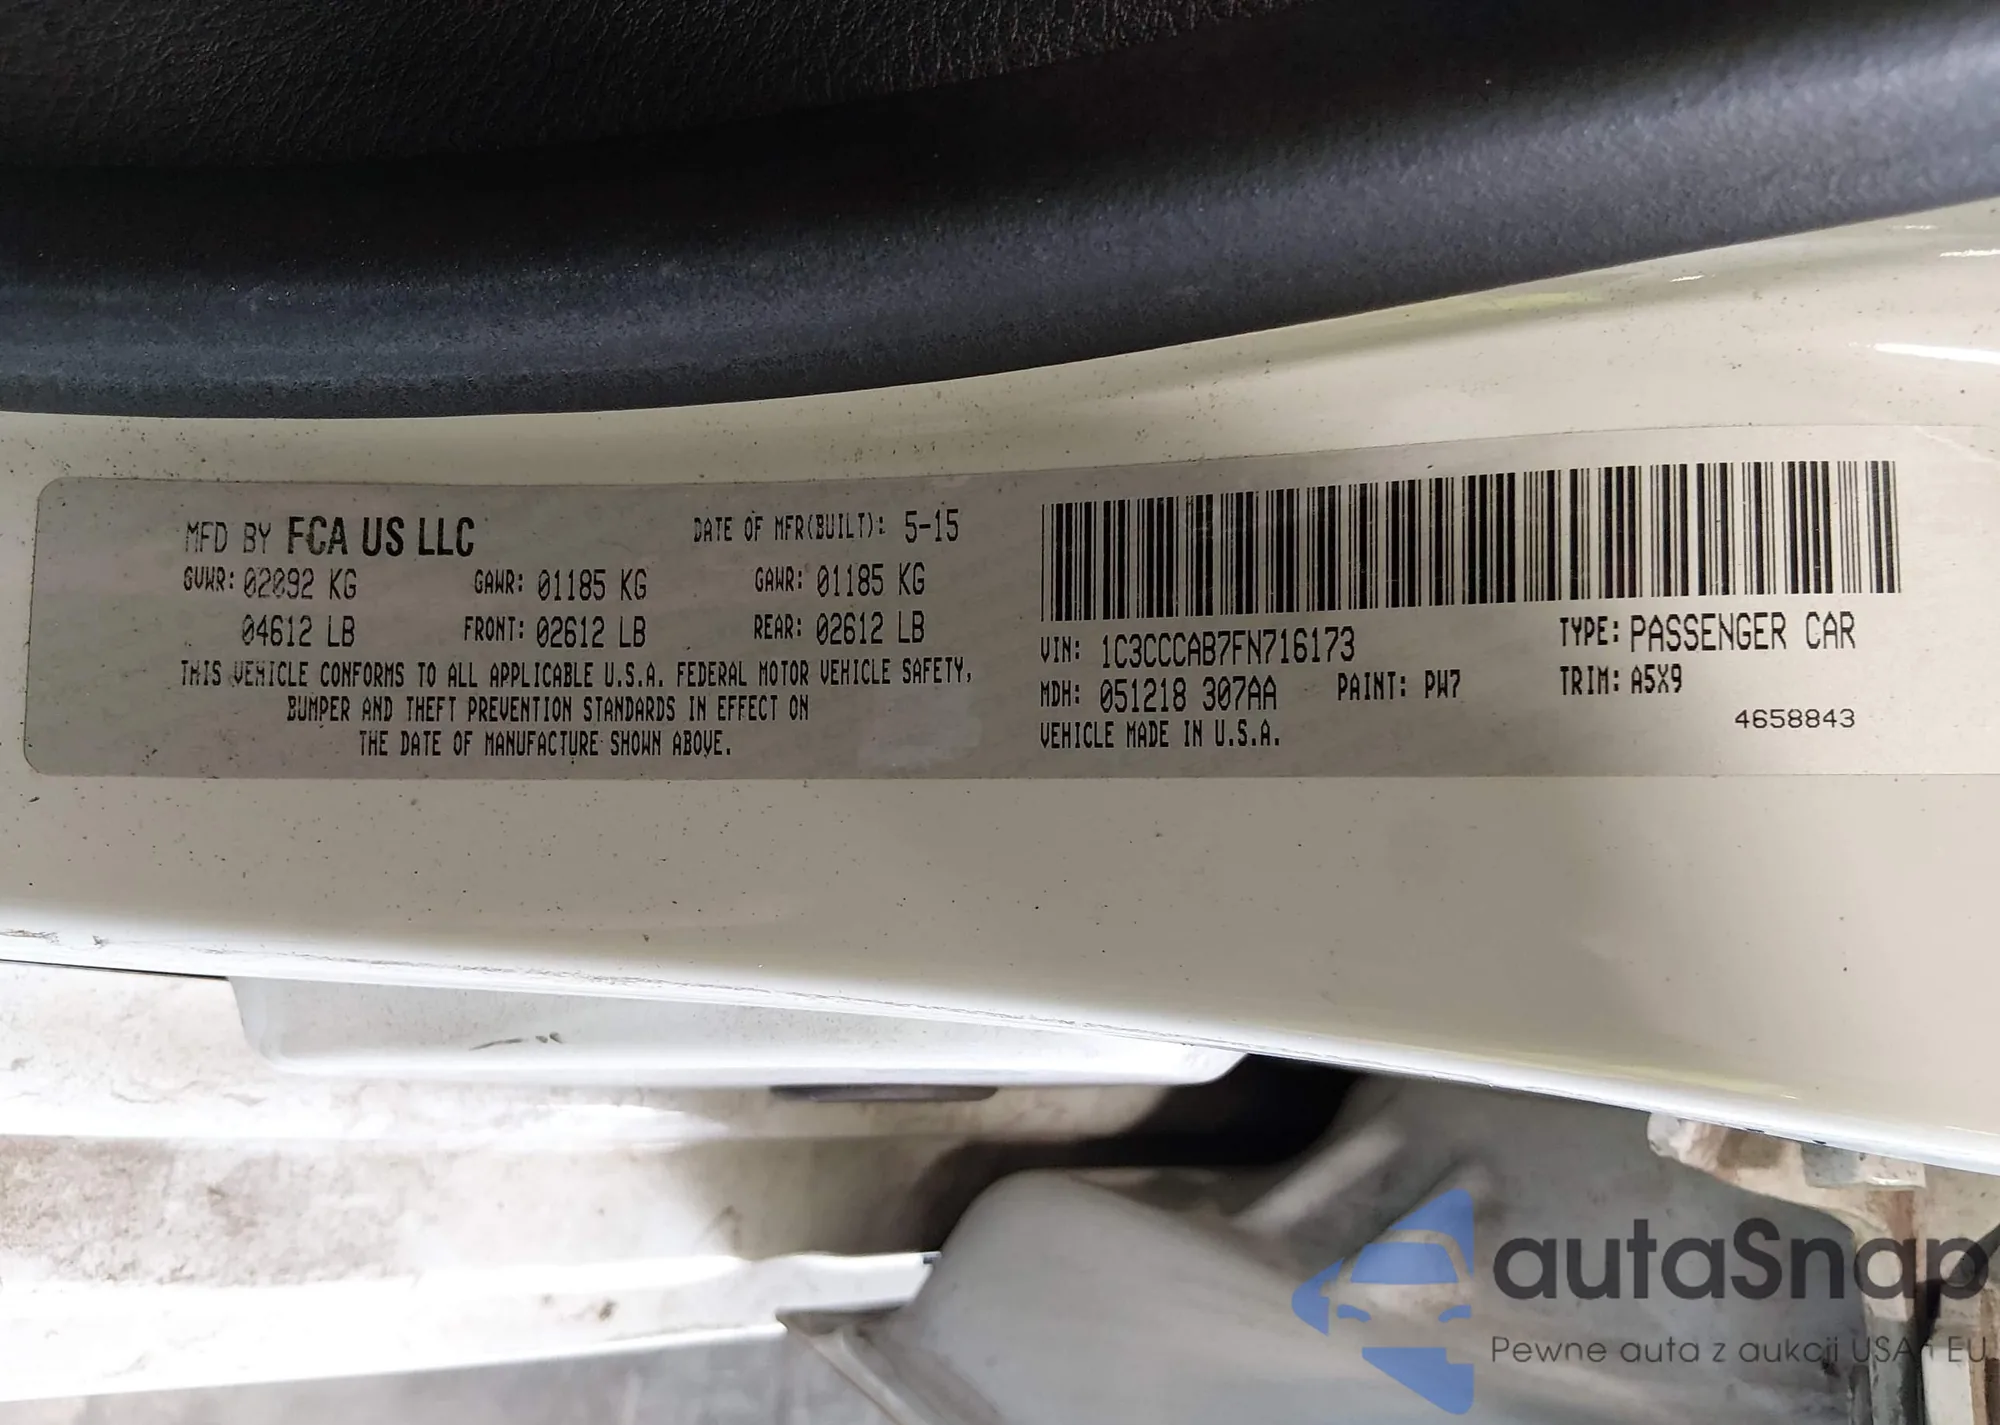 MFD BY FCA US LLC DATE OF MFR(BUILT): 5-15
GVWR: 02092 KG GAWR: 01185 KG GAWR: 01185 KG
04612 LB FRONT: 02612 LB REAR: 02612 LB
THIS VEHICLE CONFORMS TO ALL APPLICABLE U.S.A. FEDERAL MOTOR VEHICLE SAFETY,
BUMPER AND THEFT PREVENTION STANDARDS IN EFFECT ON
THE DATE OF MANUFACTURE SHOWN ABOVE.
VIN: 1C3CCCAB7FN716173 TYPE: PASSENGER CAR
MDH: 051218 307AA PAINT: PW7 TRIM: A5X9
4658843
VEHICLE MADE IN U.S.A.
autaSnap
Pewne auta z aukcji USA i EU